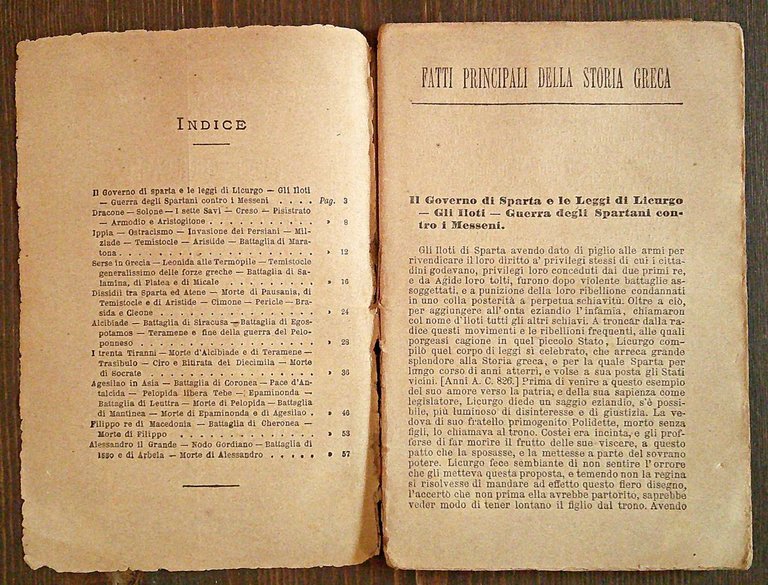 INDICE
Il Governo di sparta e le leggi di Licurgo — Gli Iloti
— Guerra degli Spartani contro i Messeni . . . . Pag. 3
Dracone — Solone — I sette Savi — Creso — Pisistrato
— Armodio e Aristogitone . . . . . . . . . . » 8
Ippia — Ostracismo — Invasione dei Persiani — Mil-
ziade — Temistocle — Aristide — Battaglia di Mara-
tona . . . . . . . . . . . . . . . . . . . . » 12
Serse in Grecia — Leonida alle Termopile — Temistocle
generalissimo delle forze greche — Battaglia di Sa-
lamina, di Platea e di Micale . . . . . . . . » 16
Dissidii tra Sparta ed Atene — Morte di Pausania, di
Temistocle e di Aristide — Cimone — Pericle — Bra-
sida e Cleone . . . . . . . . . . . . . . . . » 24
Alcibiade — Battaglia di Siracusa — Battaglia di Egos-
potamos — Teramene e fine della guerra del Pelo-
ponneso . . . . . . . . . . . . . . . . . . . » 28
I trenta Tiranni — Morte d'Alcibiade e di Teramene —
Trasibulo — Ciro e Ritirata dei Diecimila — Morte
di Socrate . . . . . . . . . . . . . . . . . . » 36
Agesilao in Asia — Battaglia di Coronea — Pace d'An-
talcida — Pelopida libera Tebe — Epaminonda —
Battaglia di Leutra — Morte di Pelopida — Battaglia
di Mantinea — Morte di Epaminonda e di Agesilao . » 46
Filippo re di Macedonia — Battaglia di Cheronea —
Morte di Filippo . . . . . . . . . . . . . . . » 53
Alessandro il Grande — Nodo Gordiano — Battaglia di
Isso e di Arbela — Morte di Alessandro . . . . . » 57
FATTI PRINCIPALI DELLA STORIA GRECA
Il Governo di Sparta e le Leggi di Licurgo
— Gli Iloti — Guerra degli Spartani con-
tro i Messeni.
Gli Iloti di Sparta avendo dato di piglio alle armi per
rivendicare il loro diritto a' privilegi stessi di cui i citta-
dini godevano, privilegi loro conceduti dai due primi re,
e da Agide loro tolti, furono dopo violente battaglie as-
soggettati, e a punizione della loro ribellione condannati
in uno colla posterità a perpetua schiavitù. Oltre a ciò,
per aggiungere all'onta eziandio l'infamia, chiamaron
col nome d'Iloti tutti gli altri schiavi. A troncar dalla ra-
dice questi movimenti e le ribellioni frequenti, alle quali
porgeasi cagione in quel piccolo Stato, Licurgo com-
pilò quel corpo di leggi sì celebrato, che arreca grande
splendore alla Storia greca, e per la quale Sparta per
lungo corso di anni atterrì, e volse a sua posta gli Stati
vicini. [Anni A. C. 826.] Prima di venire a questo esempio
del suo amore verso la patria, e della sua sapienza come
legislatore, Licurgo diede un saggio eziandio, s'è possi-
bile, più luminoso di disinteresse e di giustizia. La ve-
dova di suo fratello primogenito Polidette, morto senza
figli, lo chiamava al trono. Costei era incinta, e gli prof-
ferse di far morire il frutto delle sue viscere, a questo
patto che la sposasse, e la mettesse a parte del sovrano
potere. Licurgo fece sembiante di non sentire l'orrore
che gli metteva questa proposta, e temendo non la regina
si risolvesse di mandare ad effetto questo fiero disegno,
l'accertò che non prima ella avrebbe partorito, saprebbe
veder modo di tener lontano il figlio dal trono. Avendo